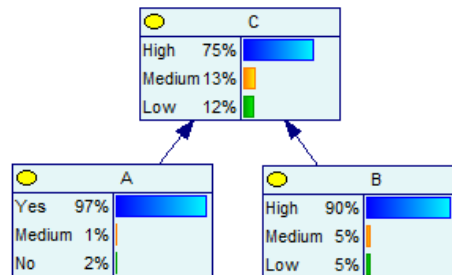 C
High 75%
Medium 13%
Low 12%
A
Yes 97%
Medium 1%
No 2%
B
High 90%
Medium 5%
Low 5%